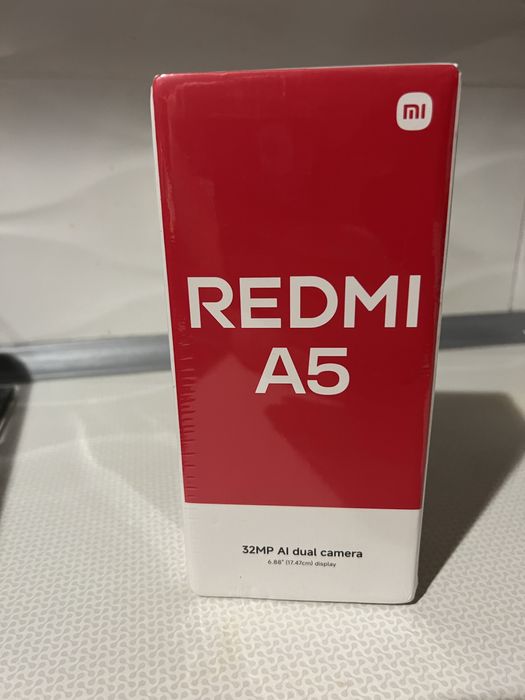 mi
REDMI
A5
32MP AI dual camera
6.88" (17.47cm) display